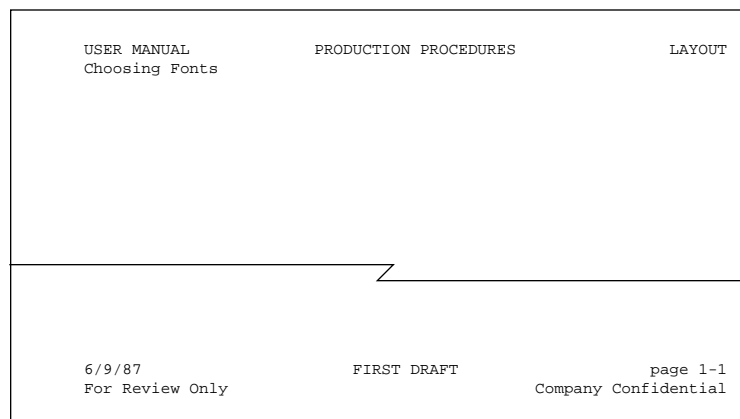 USER MANUAL PRODUCTION PROCEDURES LAYOUT
Choosing Fonts
6/9/87 FIRST DRAFT page 1-1
For Review Only Company Confidential